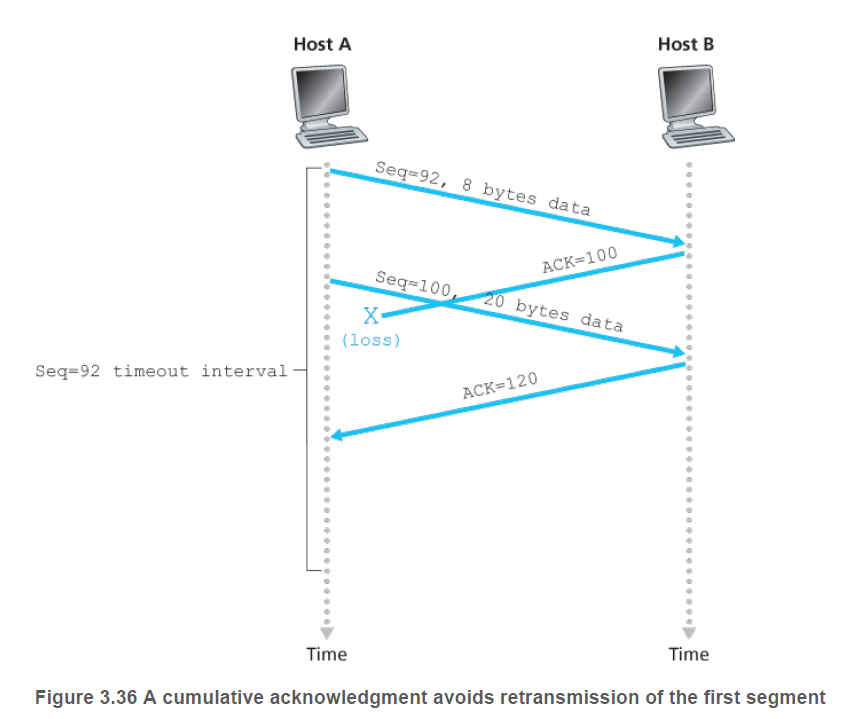 Host A
Host B
Seq=92, 8 bytes data
ACK=100
Seq=100, 20 bytes data
X
(loss)
Seq=92 timeout interval
ACK=120
Time
Time
Figure 3.36 A cumulative acknowledgment avoids retransmission of the first segment